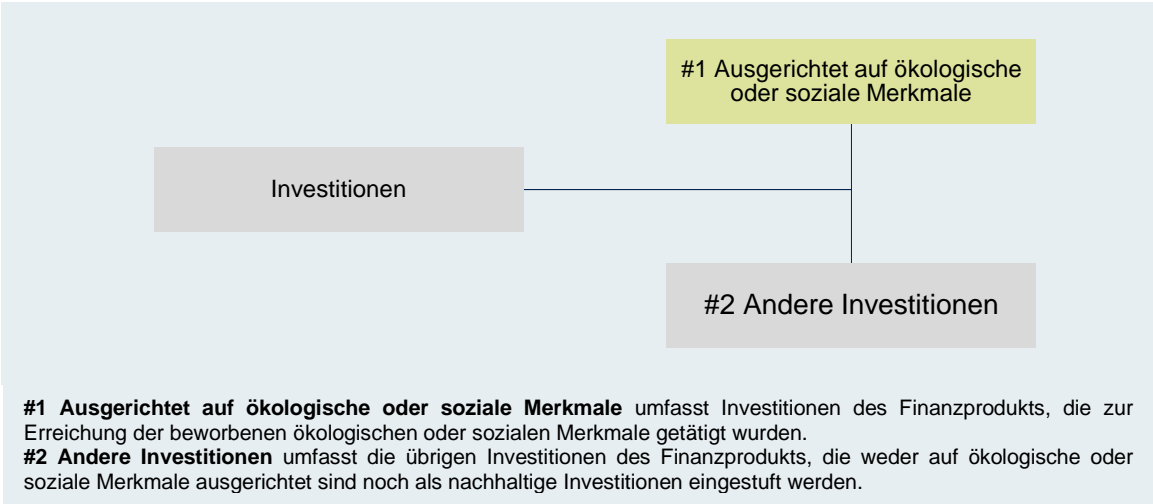 #1 Ausgerichtet auf ökologische
oder soziale Merkmale
Investitionen
#2 Andere Investitionen
#1 Ausgerichtet auf ökologische oder soziale Merkmale umfasst Investitionen des Finanzprodukts, die zur
Erreichung der beworbenen ökologischen oder sozialen Merkmale getätigt wurden.
#2 Andere Investitionen umfasst die übrigen Investitionen des Finanzprodukts, die weder auf ökologische oder
soziale Merkmale ausgerichtet sind noch als nachhaltige Investitionen eingestuft werden.